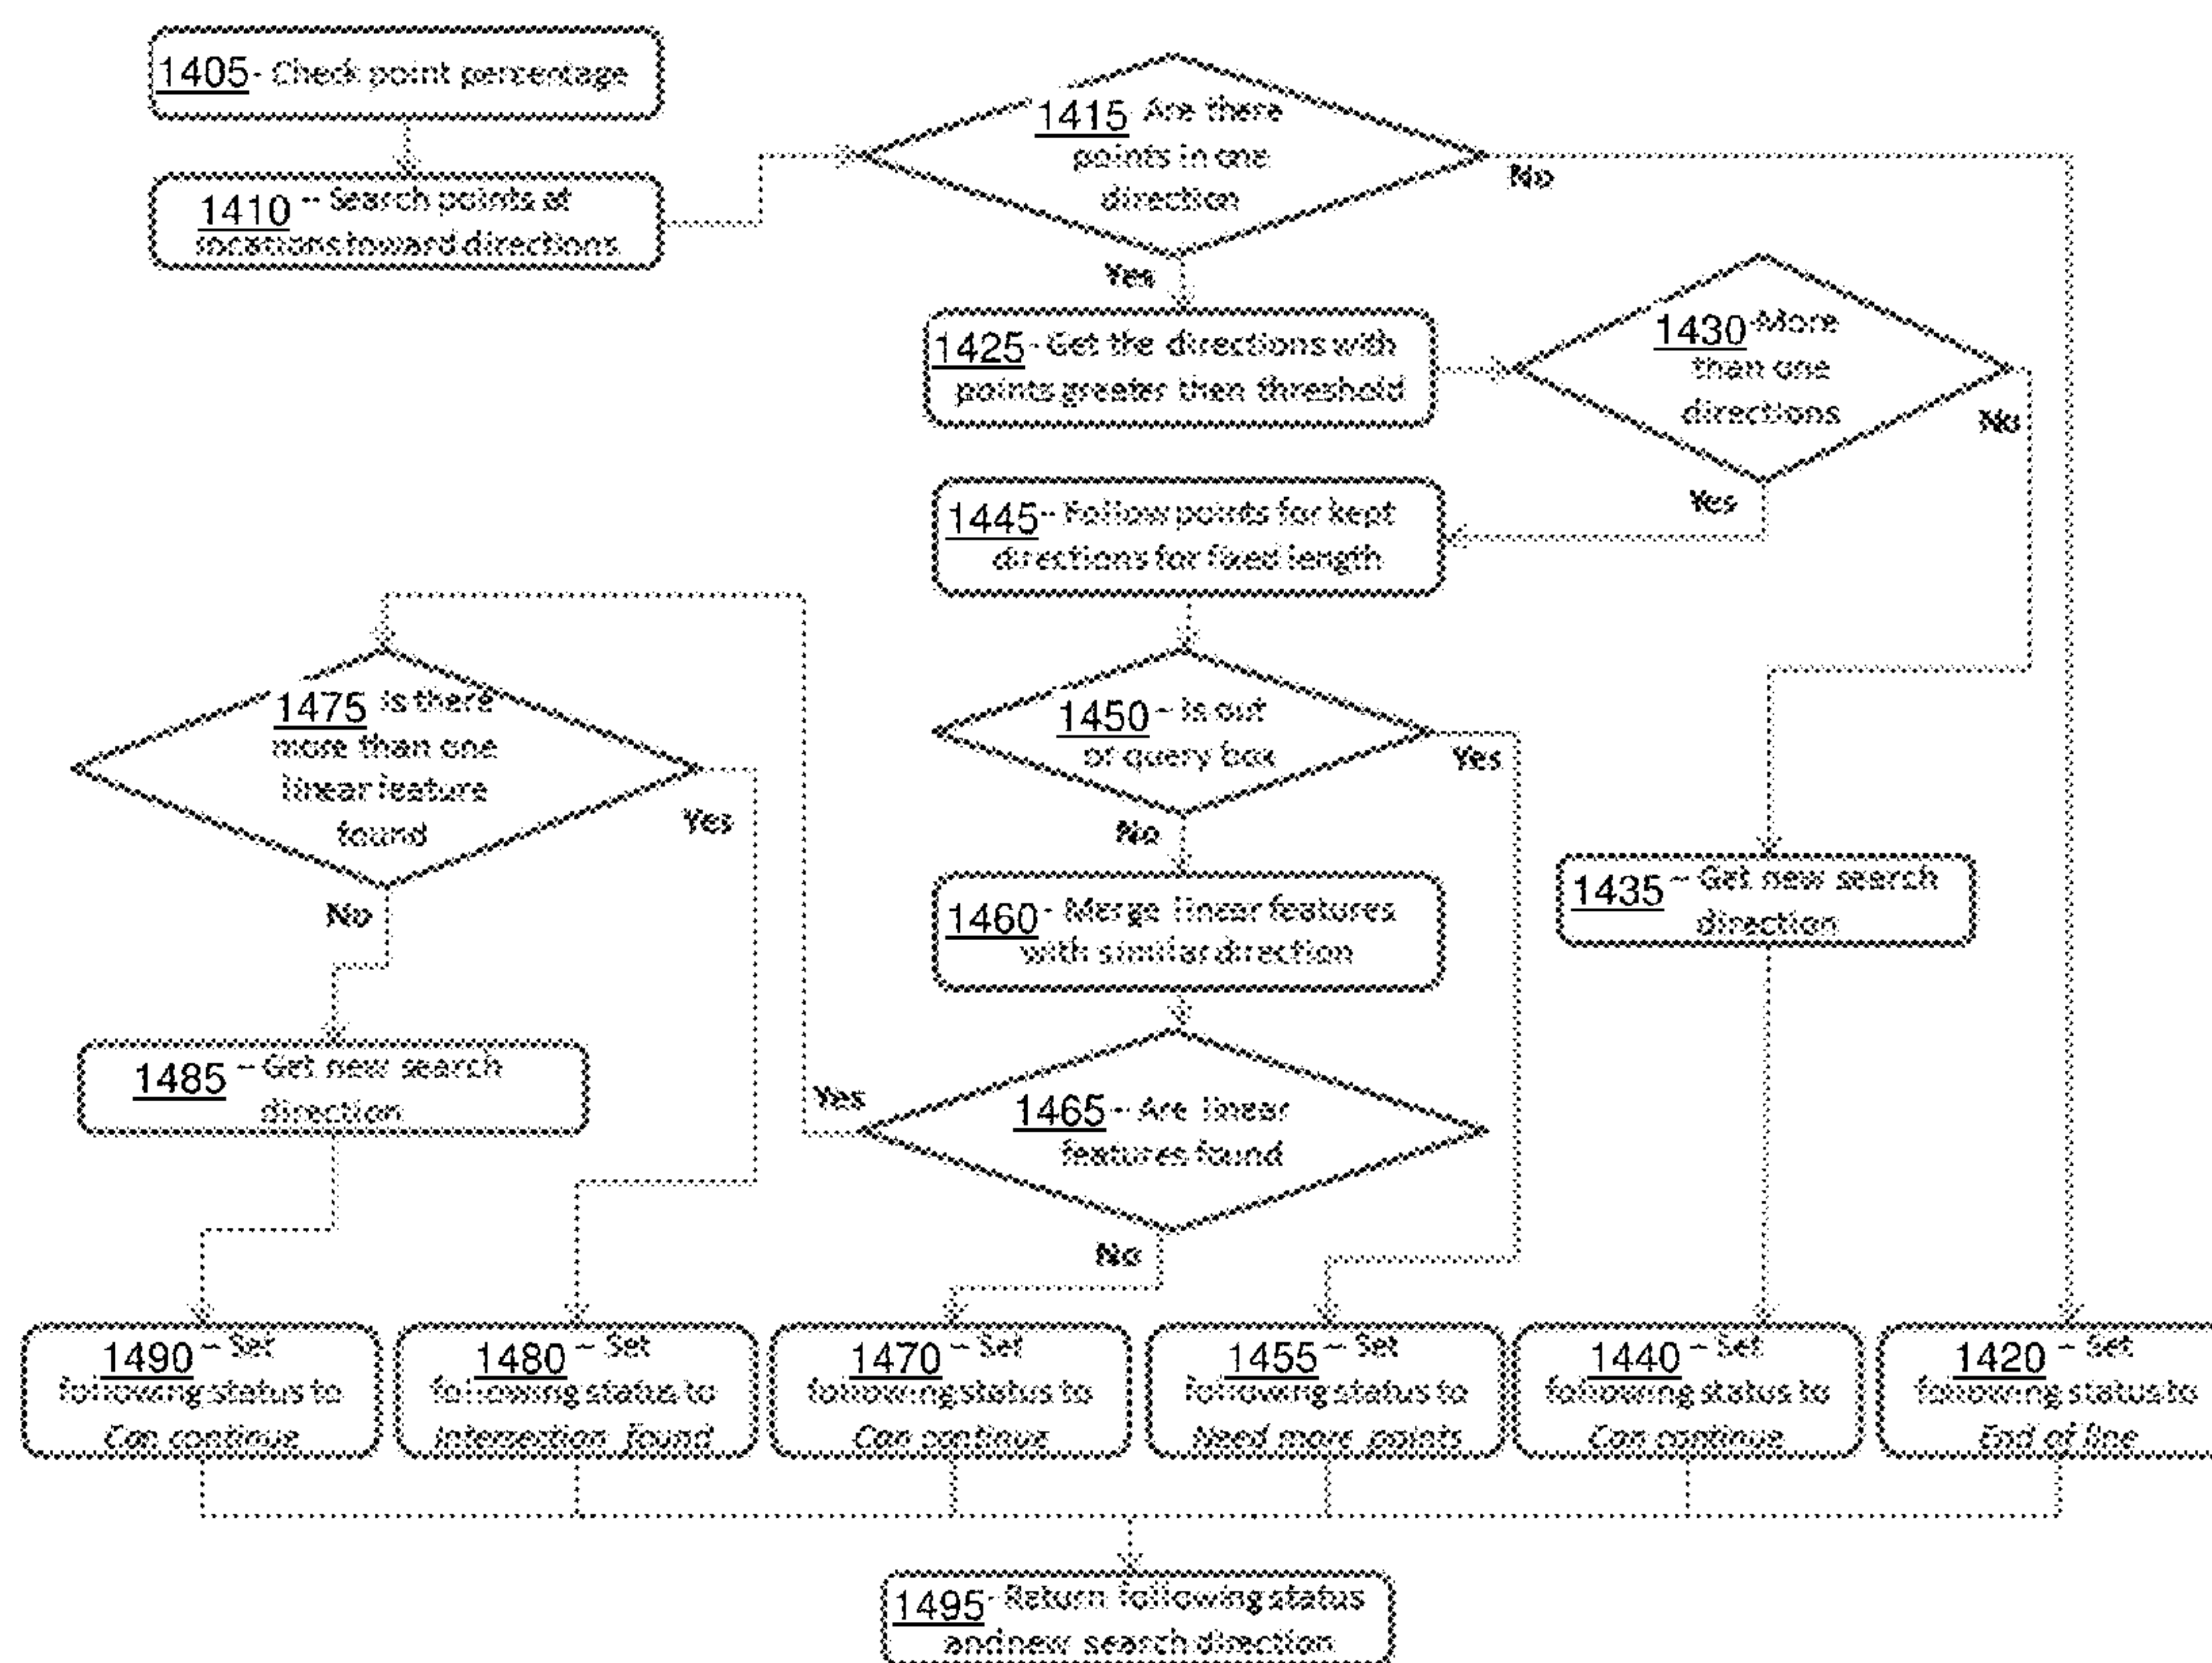 1405- Check point percentage
1410 - Search points at
locations toward directions
1415 Are there
points in one
direction
No
Yes
1425- Get the directions with
points greater then threshold
1430 -More
than one
directions
No
Yes
1445- Follow points for kept
directions for fixed length
1475 is there
more than one
linear feature
found
Yes
No
1450 - is out
of query box
Yes
No
1460- Merge linear features
with similar direction
1435 - Get new search
direction
1485 - Get new search
direction
1465 - Are linear
features found
Yes
No
1490 - Set
following status to
Can continue
1480 - Set
following status to
Intersection found
1470 - Set
following status to
Can continue
1455 - Set
following status to
Need more points
1440 - Set
following status to
Can continue
1420 - Set
following status to
End of line
1495- Return following status
and new search direction